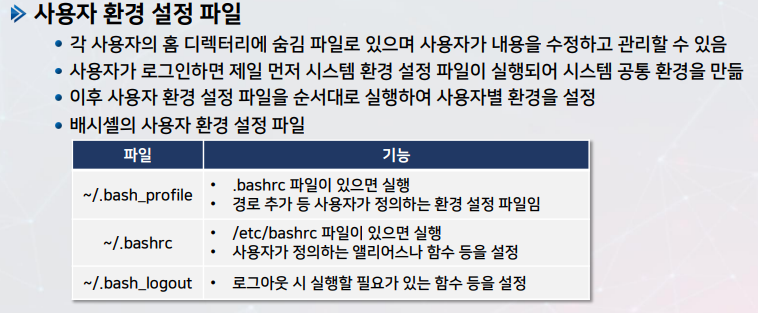 사용자 환경 설정 파일
• 각 사용자의 홈 디렉터리에 숨김 파일로 있으며 사용자가 내용을 수정하고 관리할 수 있음
• 사용자가 로그인하면 제일 먼저 시스템 환경 설정 파일이 실행되어 시스템 공통 환경을 만듦
• 이후 사용자 환경 설정 파일을 순서대로 실행하여 사용자별 환경을 설정
• 배시셸의 사용자 환경 설정 파일
파일 기능
~/.bash_profile
• .bashrc 파일이 있으면 실행
• 경로 추가 등 사용자가 정의하는 환경 설정 파일임
~/.bashrc
• /etc/bashrc 파일이 있으면 실행
• 사용자가 정의하는 앨리어스나 함수 등을 설정
~/.bash_logout
• 로그아웃 시 실행할 필요가 있는 함수 등을 설정